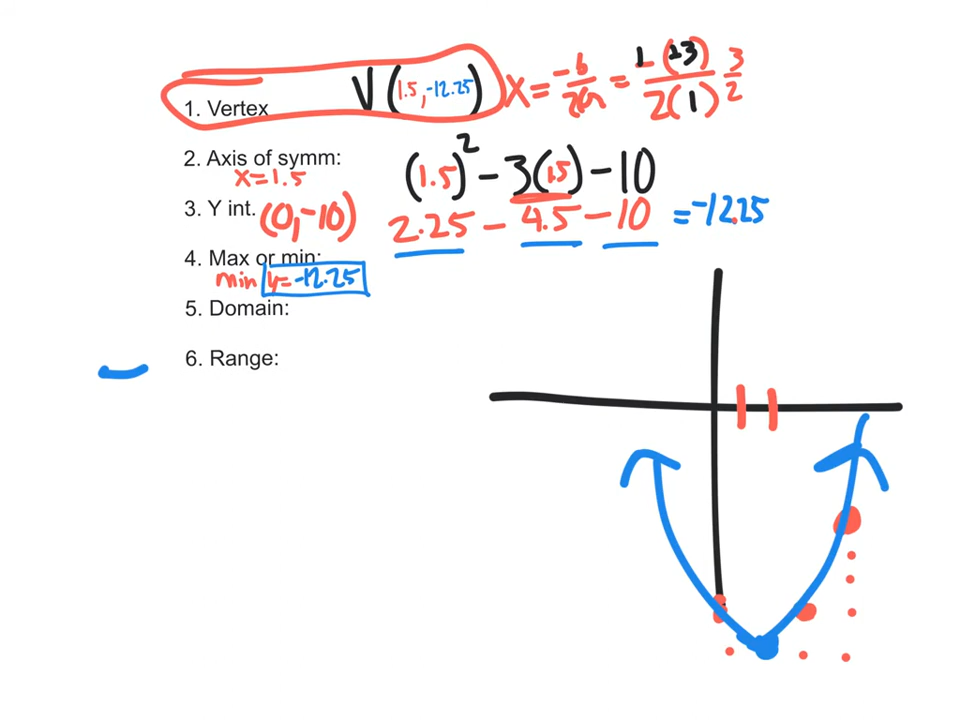 1. Vertex V(1.5, -12.25) x = -b/2(a) = 1(3)/2(1) 3/2
2. Axis of symm: (1.5)² - 3(1.5) - 10
x = 1.5
3. Y int. (0, -10) 2.25 - 4.5 - 10 = -12.25
4. Max or min:
min y = -12.25
5. Domain:
6. Range: